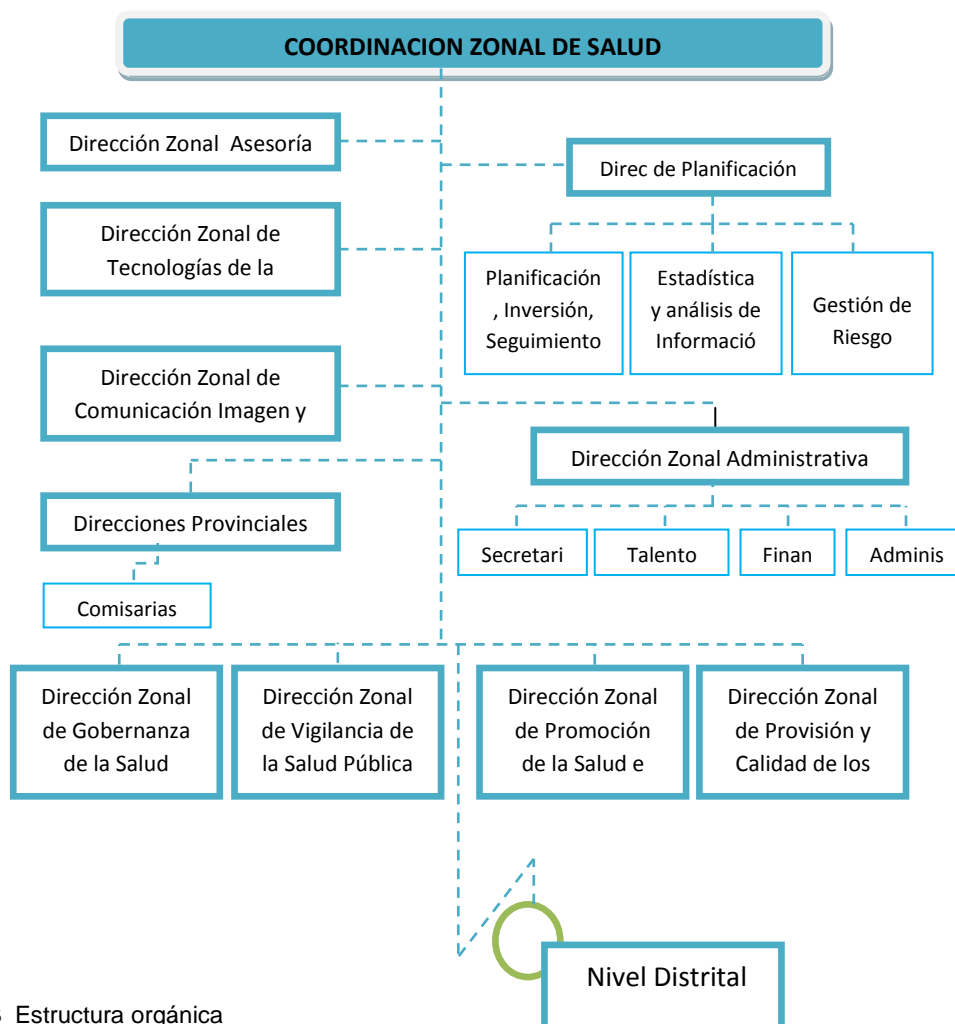 COORDINACION ZONAL DE SALUD
Dirección Zonal Asesoría
Direc de Planificación
Dirección Zonal de
Tecnologías de la
Planificación
, Inversión,
Seguimiento
Estadística
y análisis de
Informació
Gestión de
Riesgo
Dirección Zonal de
Comunicación Imagen y
Dirección Zonal Administrativa
Direcciones Provinciales
Secretari
Talento
Finan
Adminis
Comisarias
Dirección Zonal
de Gobernanza
de la Salud
Dirección Zonal
de Vigilancia de
la Salud Pública
Dirección Zonal
de Promoción
de la Salud e
Dirección Zonal
de Provisión y
Calidad de los
Nivel Distrital
Estructura orgánica